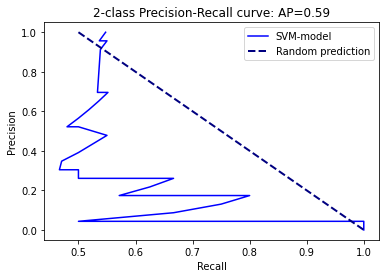 2-class Precision-Recall curve: AP=0.59
SVM-model
Random prediction
Precision
1.0
0.8
0.6
0.4
0.2
0.0
0.5 0.6 0.7 0.8 0.9 1.0
Recall